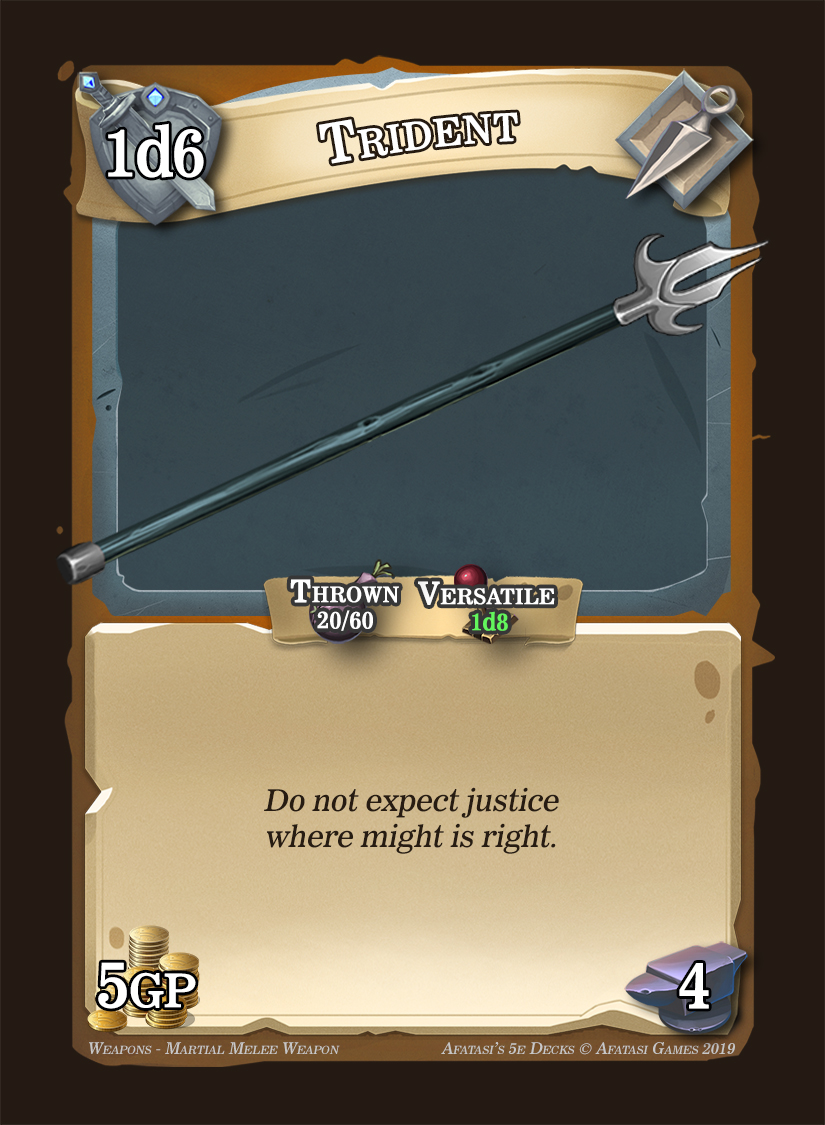 1d6
Trident
Thrown Versatile
20/60 1d8
Do not expect justice
where might is right.
5GP
4
Weapons - Martial Melee Weapon
Afatasi's 5e Decks © Afatasi Games 2019